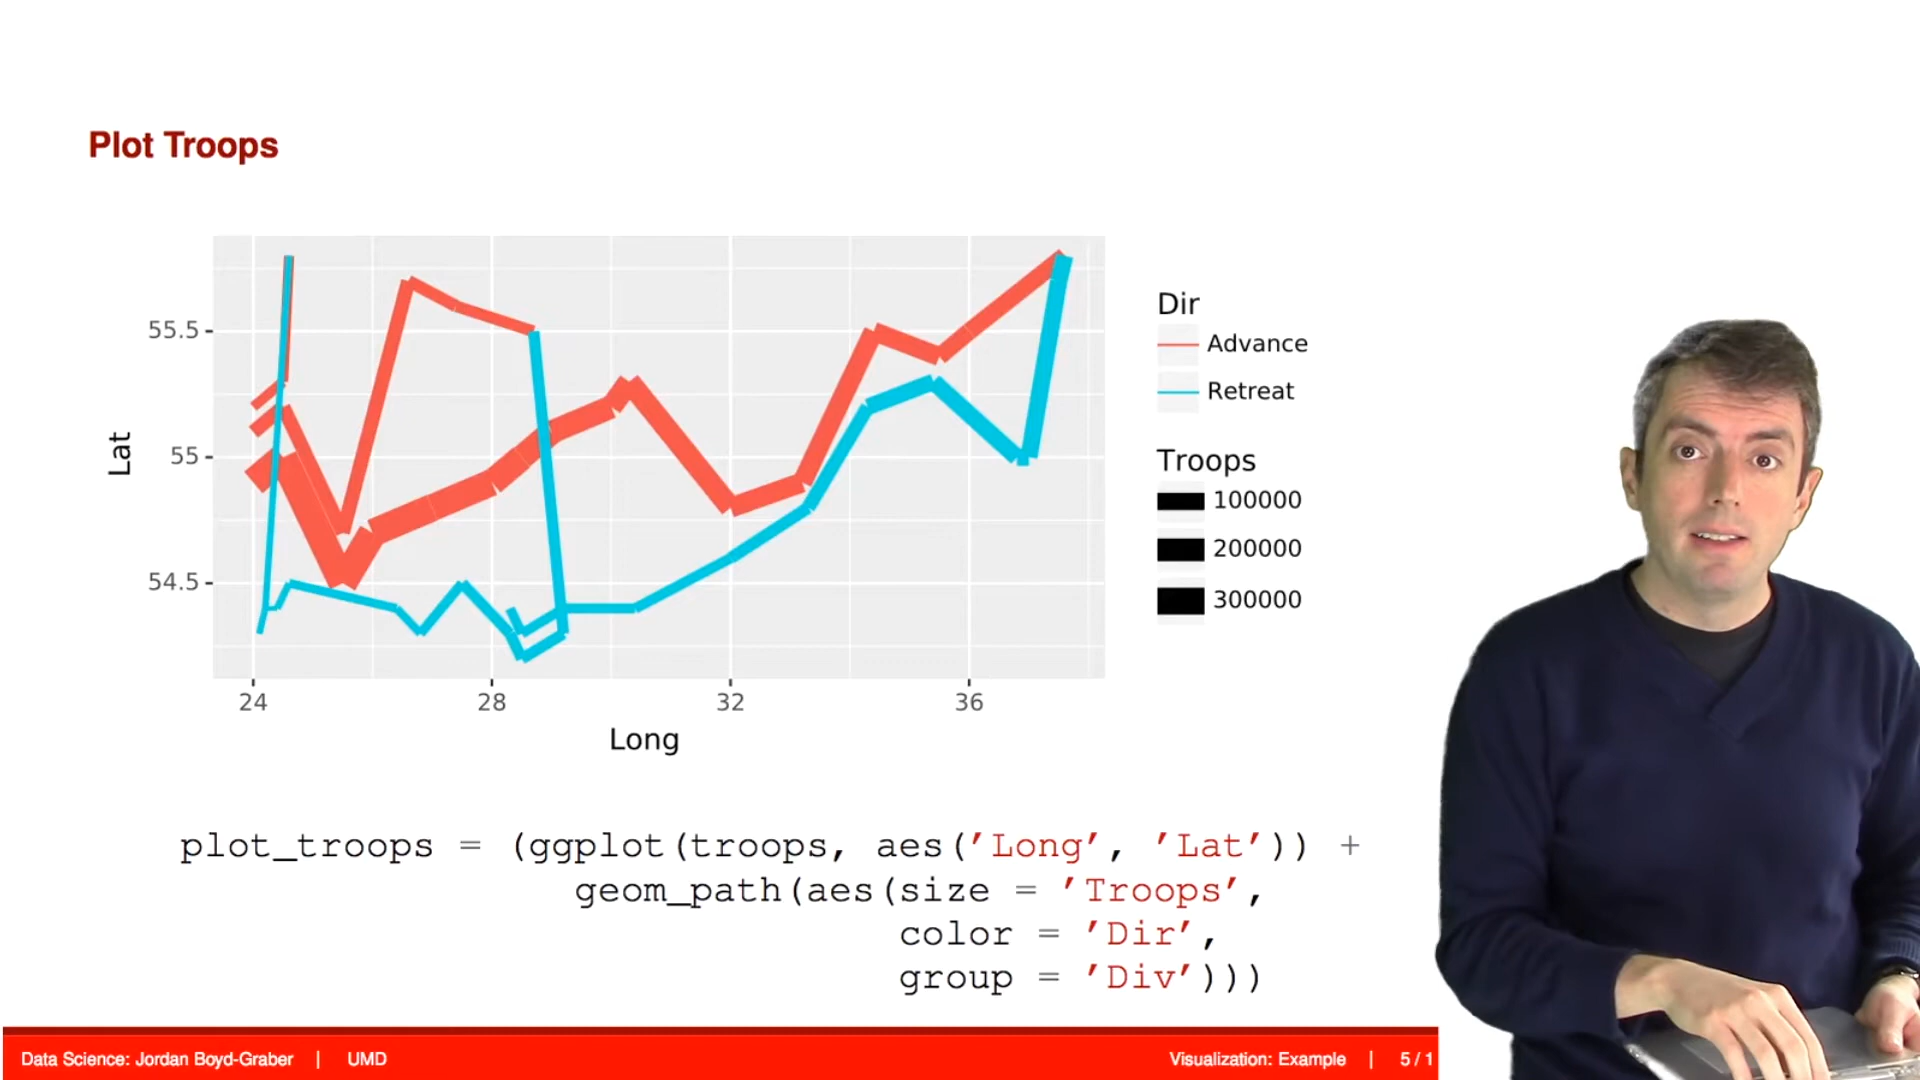 Plot Troops
55.5
55
54.5
Lat
24 28 32 36
Long
Dir
Advance
Retreat
Troops
100000
200000
300000
plot_troops = (ggplot(troops, aes('Long', 'Lat')) +
geom_path(aes(size = 'Troops',
color = 'Dir',
group = 'Div')))
Data Science: Jordan Boyd-Graber | UMD Visualization: Example | 5 / 1